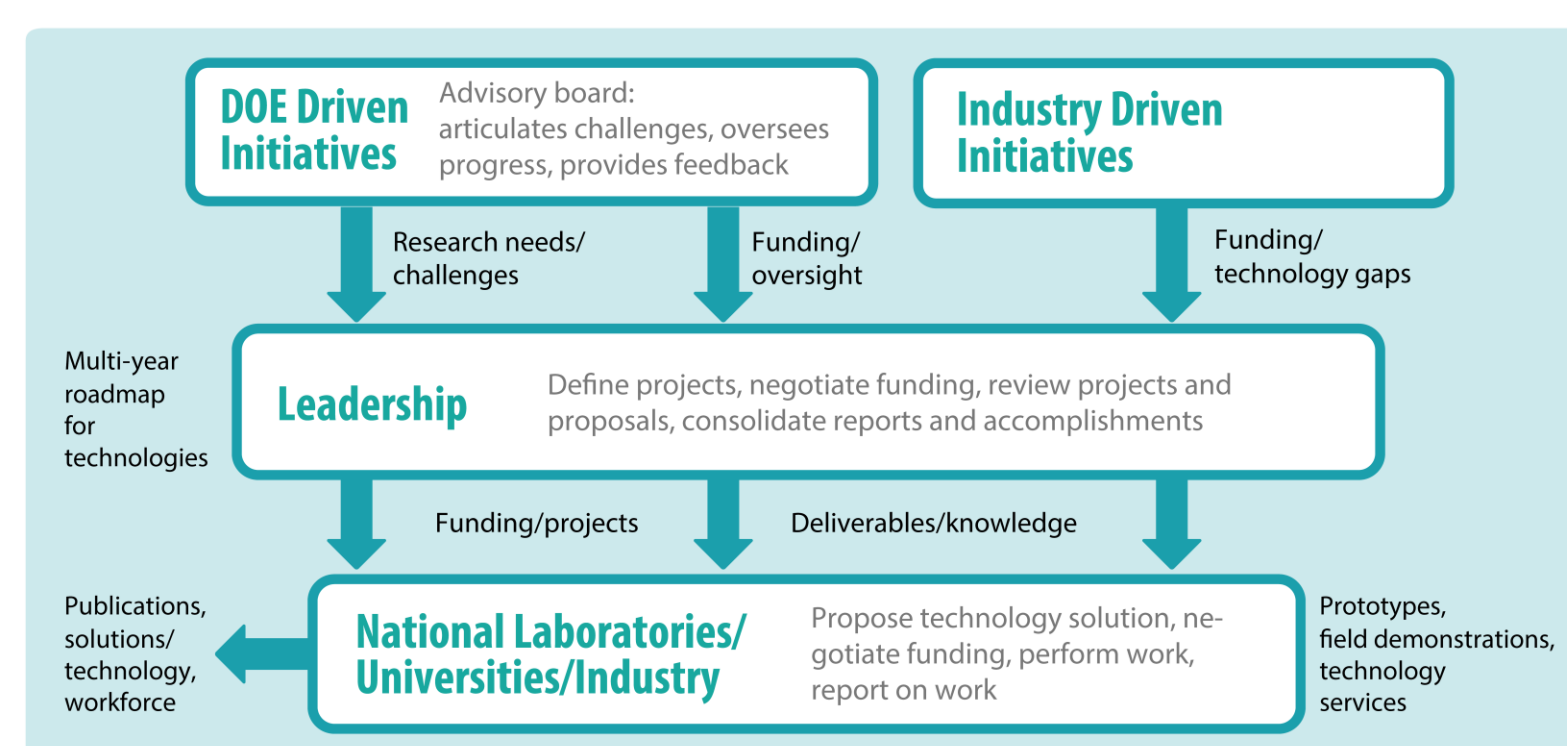 DOE Driven
Initiatives
Advisory board:
articulates challenges, oversees
progress, provides feedback
Industry Driven
Initiatives
Research needs/
challenges
Funding/
oversight
Funding/
technology gaps
Multi-year
roadmap
for
technologies
Leadership
Define projects, negotiate funding, review projects and
proposals, consolidate reports and accomplishments
Funding/projects
Deliverables/knowledge
Publications,
solutions/
technology,
workforce
National Laboratories/
Universities/Industry
Propose technology solution, ne-
gotiate funding, perform work,
report on work
Prototypes,
field demonstrations,
technology
services